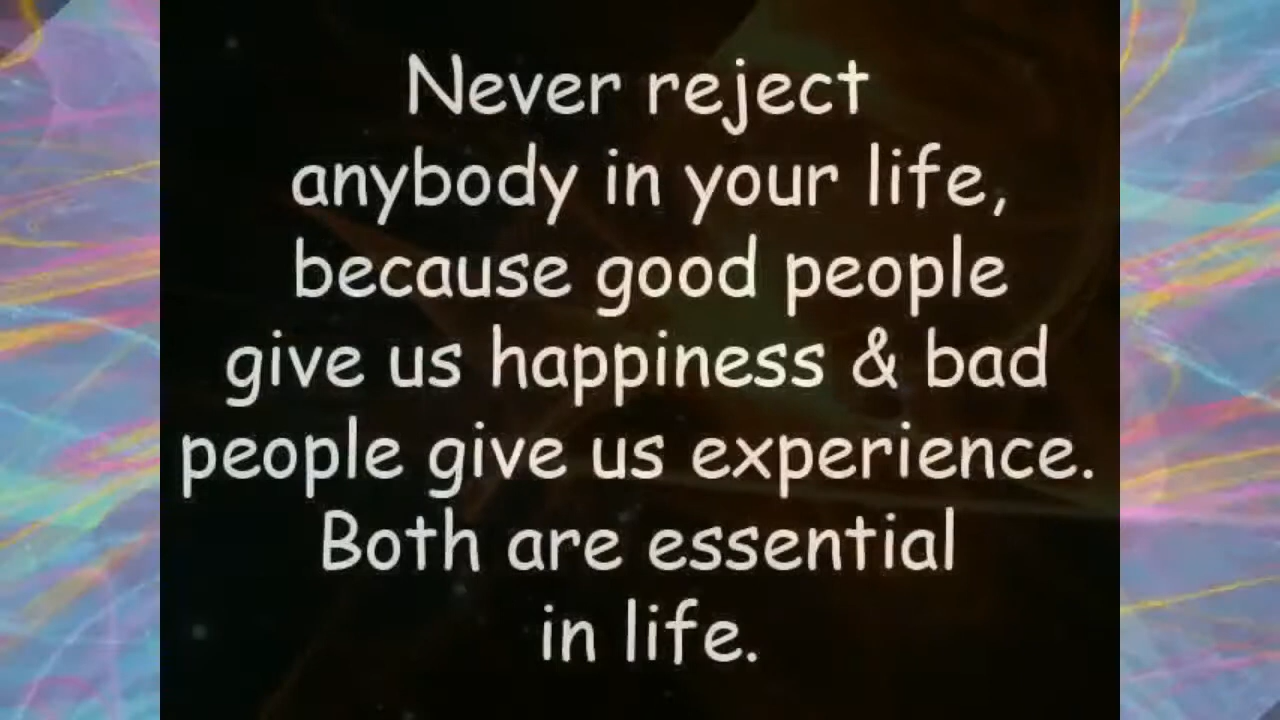 Never reject
anybody in your life,
because good people
give us happiness & bad
people give us experience.
Both are essential
in life.